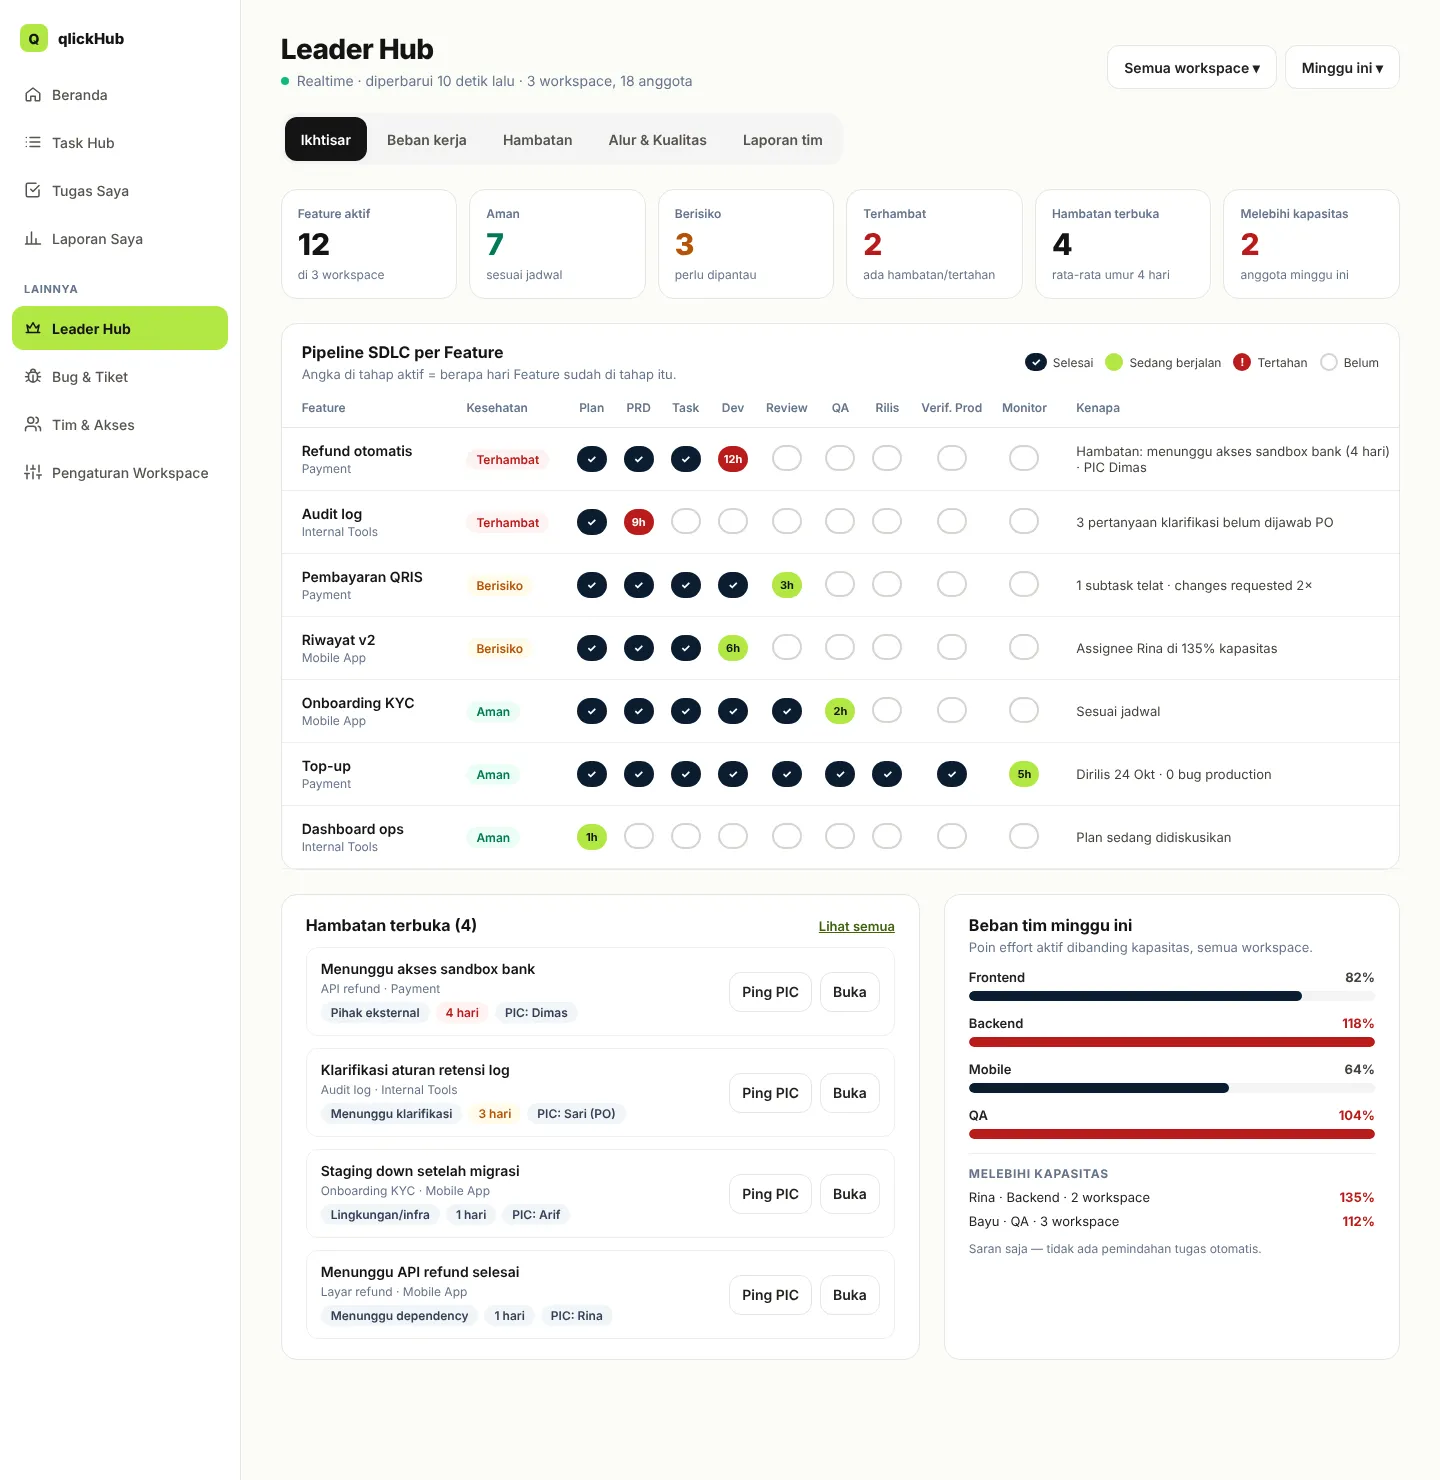 Q qlickHub
Beranda
Task Hub
Tugas Saya
Laporan Saya
LAINNYA
Leader Hub
Bug & Tiket
Tim & Akses
Pengaturan Workspace
Leader Hub
Realtime · diperbarui 10 detik lalu · 3 workspace, 18 anggota
Semua workspace ▾ Minggu ini ▾
Ikhtisar Beban kerja Hambatan Alur & Kualitas Laporan tim
Feature aktif
12
di 3 workspace
Aman
7
sesuai jadwal
Berisiko
3
perlu dipantau
Terhambat
2
ada hambatan/tertahan
Hambatan terbuka
4
rata-rata umur 4 hari
Melebihi kapasitas
2
anggota minggu ini
Pipeline SDLC per Feature
Angka di tahap aktif = berapa hari Feature sudah di tahap itu.
✓ Selesai Sedang berjalan ! Tertahan Belum
Feature Kesehatan Plan PRD Task Dev Review QA Rilis Verif. Prod Monitor Kenapa
Refund otomatis
Payment
Terhambat ✓ ✓ ✓ 12h
Hambatan: menunggu akses sandbox bank (4 hari)
· PIC Dimas
Audit log
Internal Tools
Terhambat ✓ 9h
3 pertanyaan klarifikasi belum dijawab PO
Pembayaran QRIS
Payment
Berisiko ✓ ✓ ✓ ✓ 3h
1 subtask telat · changes requested 2×
Riwayat v2
Mobile App
Berisiko ✓ ✓ ✓ 6h
Assignee Rina di 135% kapasitas
Onboarding KYC
Mobile App
Aman ✓ ✓ ✓ ✓ ✓ 2h
Sesuai jadwal
Top-up
Payment
Aman ✓ ✓ ✓ ✓ ✓ ✓ ✓ ✓ 5h
Dirilis 24 Okt · 0 bug production
Dashboard ops
Internal Tools
Aman 1h
Plan sedang didiskusikan
Hambatan terbuka (4) Lihat semua
Menunggu akses sandbox bank
API refund · Payment
Pihak eksternal 4 hari PIC: Dimas
Ping PIC Buka
Klarifikasi aturan retensi log
Audit log · Internal Tools
Menunggu klarifikasi 3 hari PIC: Sari (PO)
Ping PIC Buka
Staging down setelah migrasi
Onboarding KYC · Mobile App
Lingkungan/infra 1 hari PIC: Arif
Ping PIC Buka
Menunggu API refund selesai
Layar refund · Mobile App
Menunggu dependency 1 hari PIC: Rina
Ping PIC Buka
Beban tim minggu ini
Poin effort aktif dibanding kapasitas, semua workspace.
Frontend 82%
Backend 118%
Mobile 64%
QA 104%
MELEBIHI KAPASITAS
Rina · Backend · 2 workspace 135%
Bayu · QA · 3 workspace 112%
Saran saja — tidak ada pemindahan tugas otomatis.